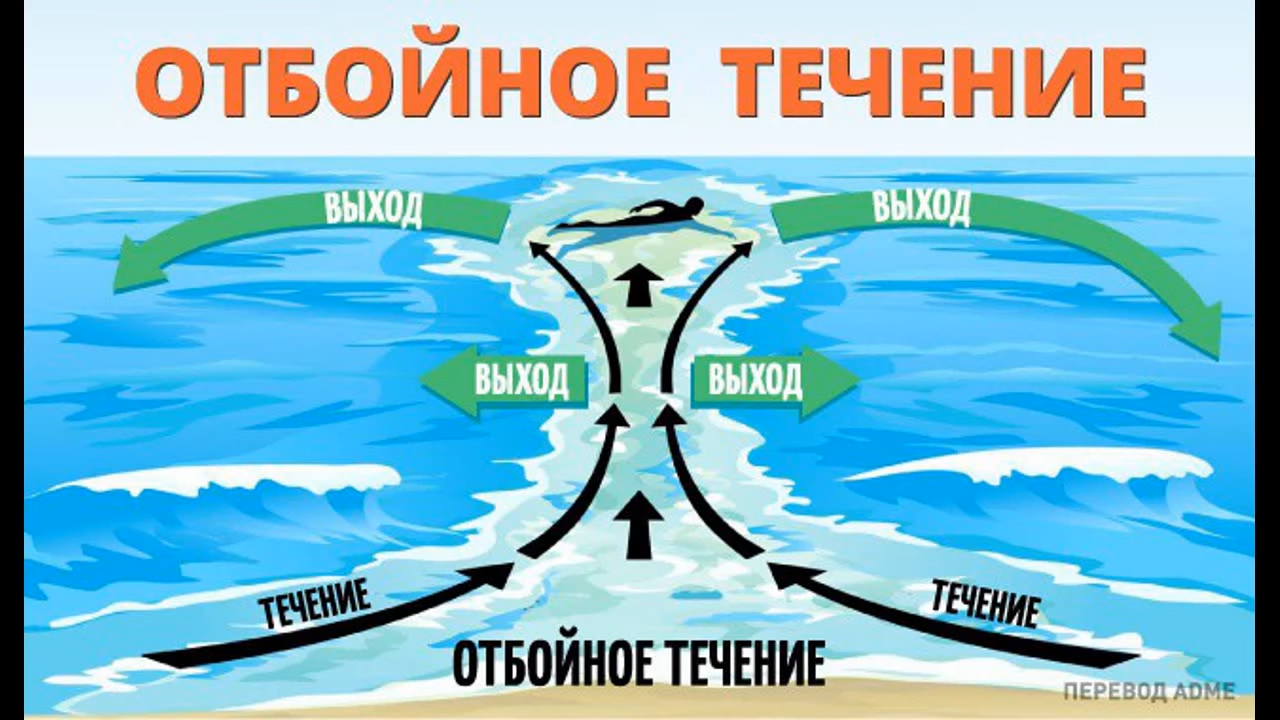 ОТБОЙНОЕ ТЕЧЕНИЕ
ВЫХОД
ВЫХОД
ВЫХОД
ВЫХОД
ТЕЧЕНИЕ
ТЕЧЕНИЕ
ОТБОЙНОЕ ТЕЧЕНИЕ
ПЕРЕВОД ADME